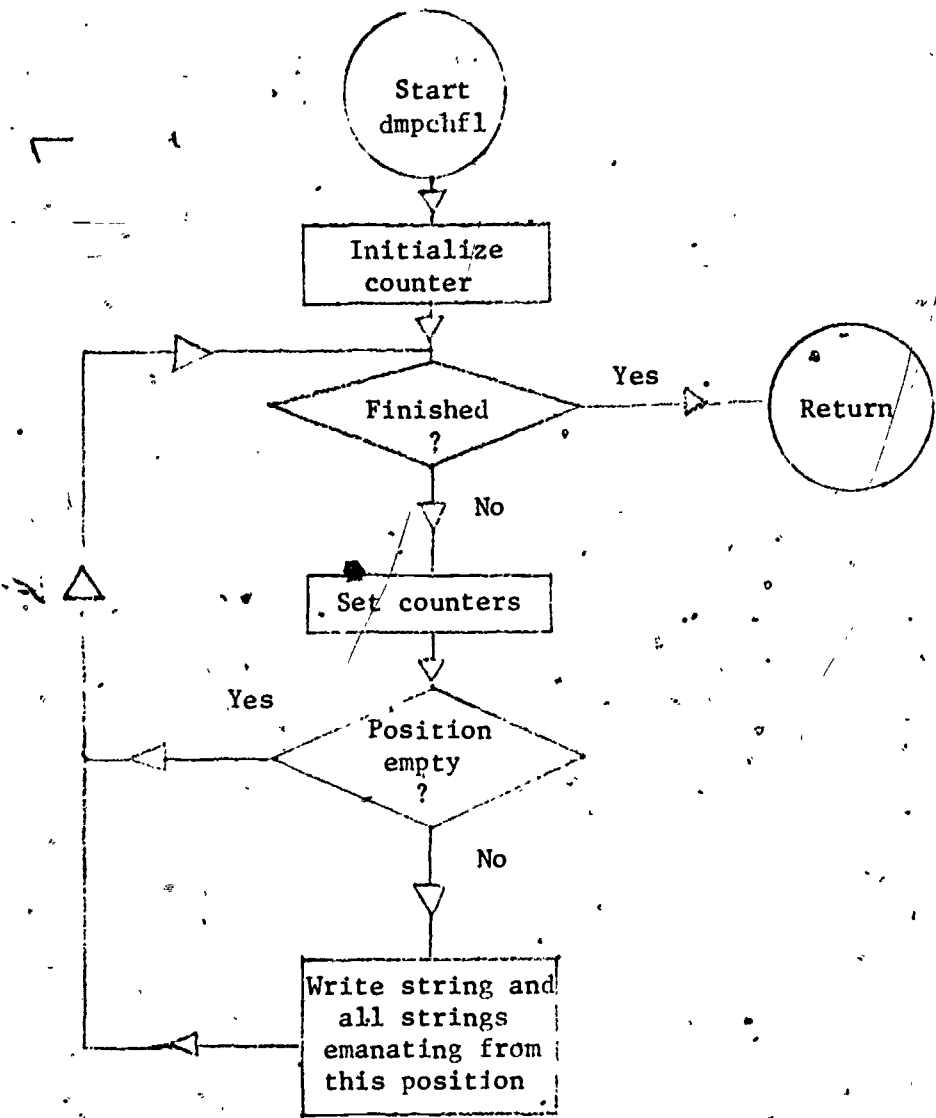 Start
dmpchfl
Initialize
counter
Yes
Finished
?
Return
No
Set counters
Yes
Position
empty
?
No
Write string and
all strings
emanating from
this position